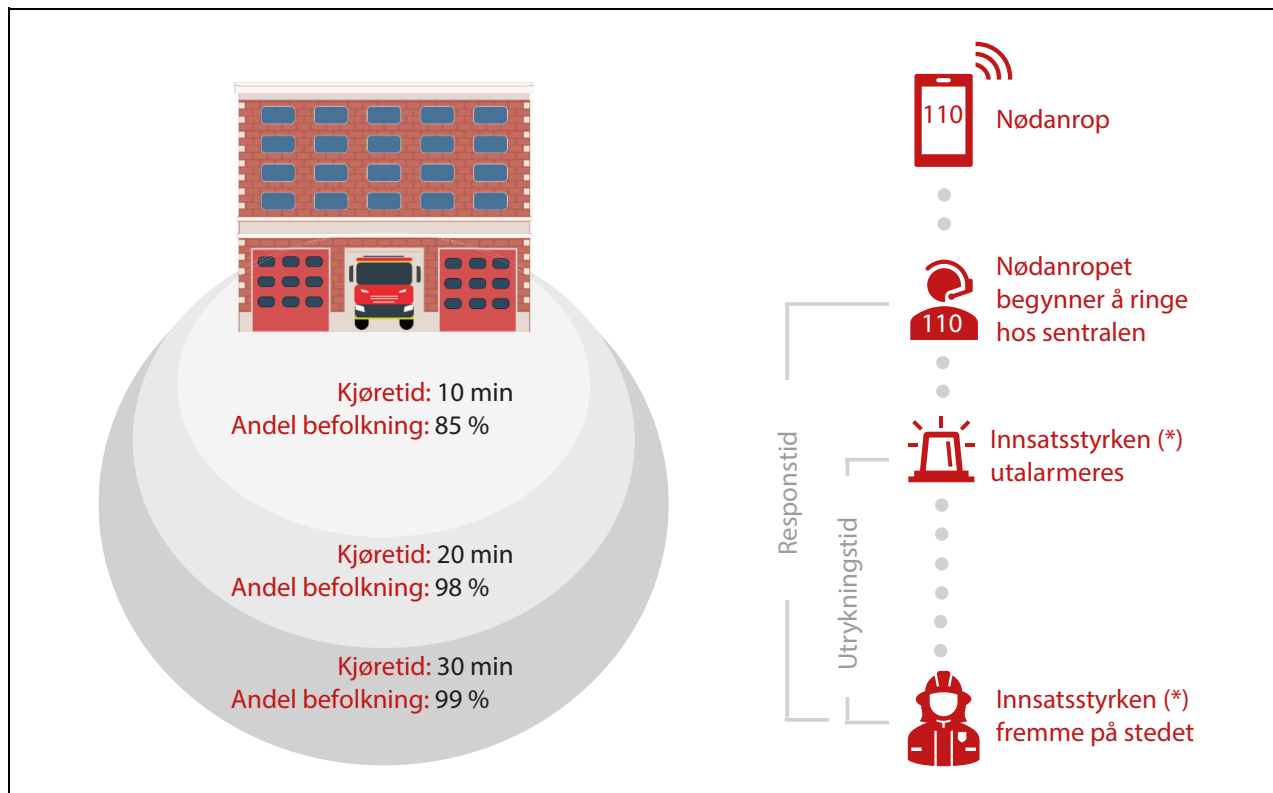 Kjøretid: 10 min
Andel befolkning: 85 %
Kjøretid: 20 min
Andel befolkning: 98 %
Kjøretid: 30 min
Andel befolkning: 99 %
110
Nødanrop
Nødanropet
begynner å ringe
hos sentralen
110
Innsatsstyrken (*)
utalarmeres
Responstid
Utrykningstid
Innsatsstyrken (*)
fremme på stedet